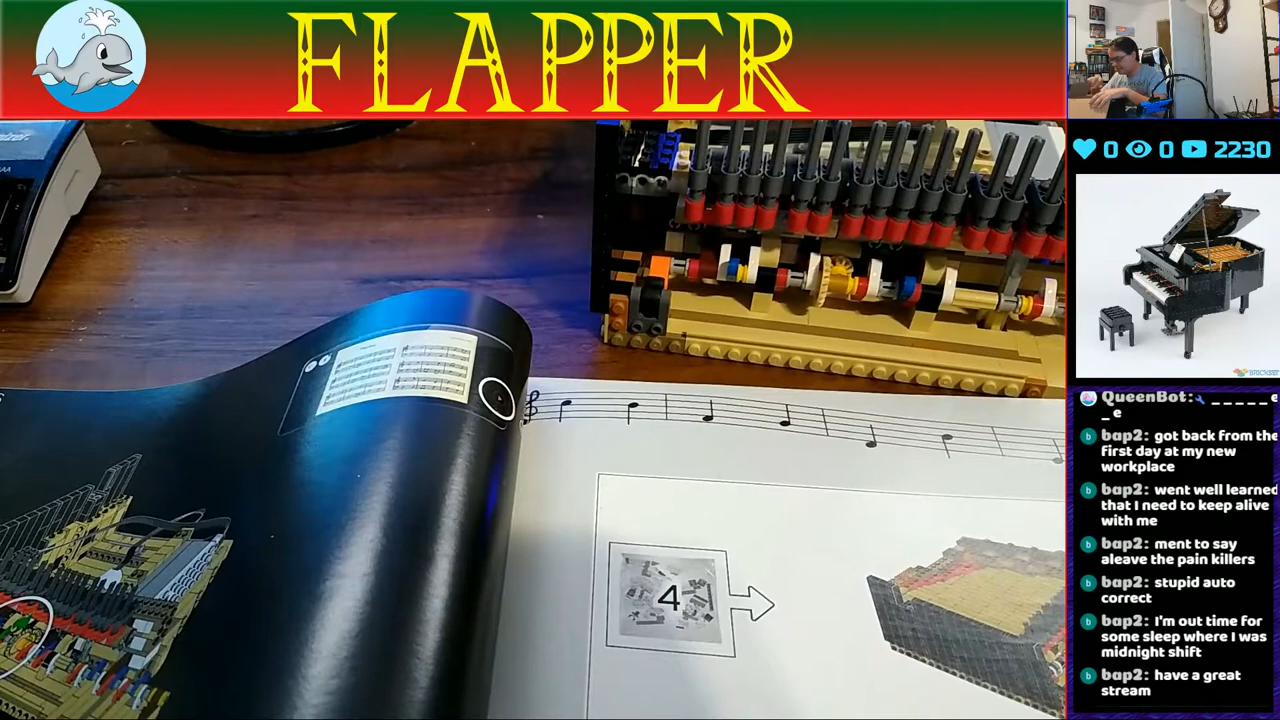 FLAPPER
0 0 2230
QueenBot: _ _ _ _ _ e
_ e
bap2: got back from the
first day at my new
workplace
bap2: went well learned
that I need to keep alive
with me
bap2: ment to say
aleave the pain killers
bap2: stupid auto
correct
bap2: I'm out time for
some sleep where I was
midnight shift
bap2: have a great
stream
4